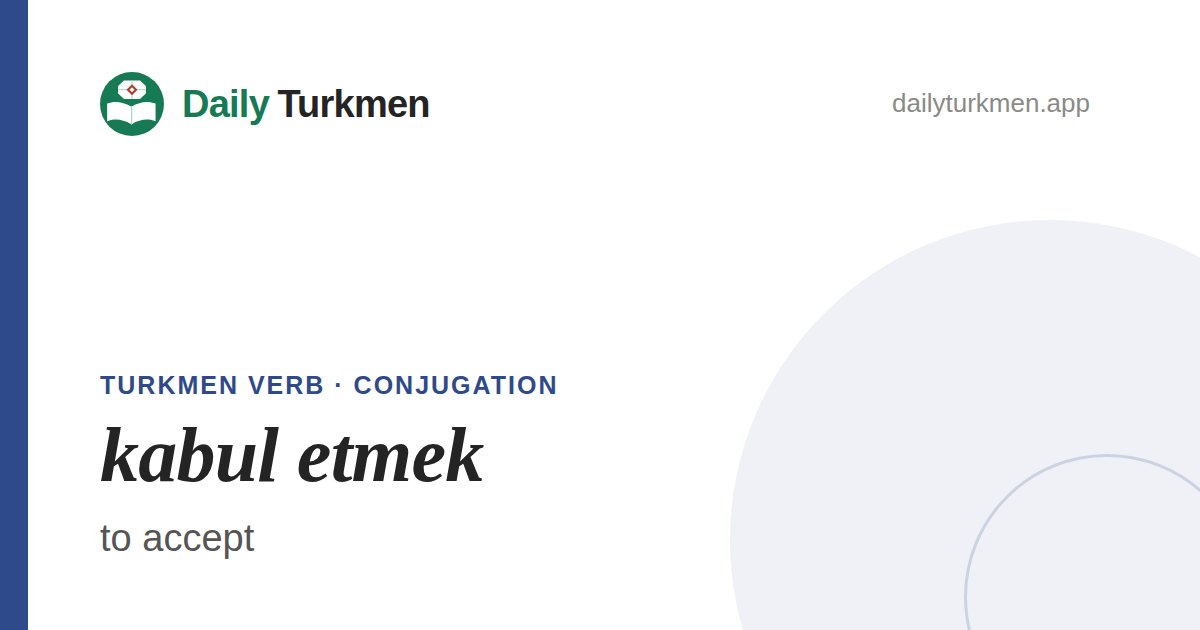 Daily Turkmen
dailyturkmen.app
TURKMEN VERB · CONJUGATION
kabul etmek
to accept